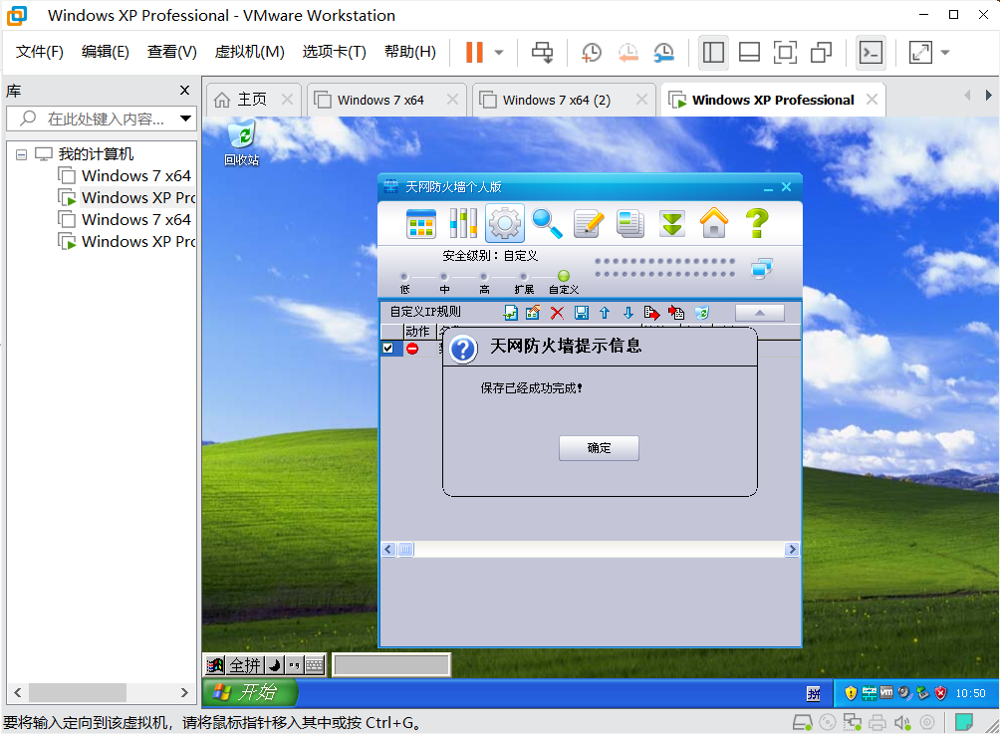 Windows XP Professional - VMware Workstation
文件(F) 编辑(E) 查看(V) 虚拟机(M) 选项卡(T) 帮助(H)
库
主页 Windows 7 x64 Windows 7 x64 (2) Windows XP Professional
在此处键入内容...
我的计算机
Windows 7 x64
Windows XP Pro
Windows 7 x64
Windows XP Pro
回收站
天网防火墙个人版
安全级别：自定义
低 中 高 扩展 自定义
自定义IP规则
动作
天网防火墙提示信息
保存已经成功完成!
确定
全拼
开始
拼
10:50
要将输入定向到该虚拟机，请将鼠标指针移入其中或按 Ctrl+G。